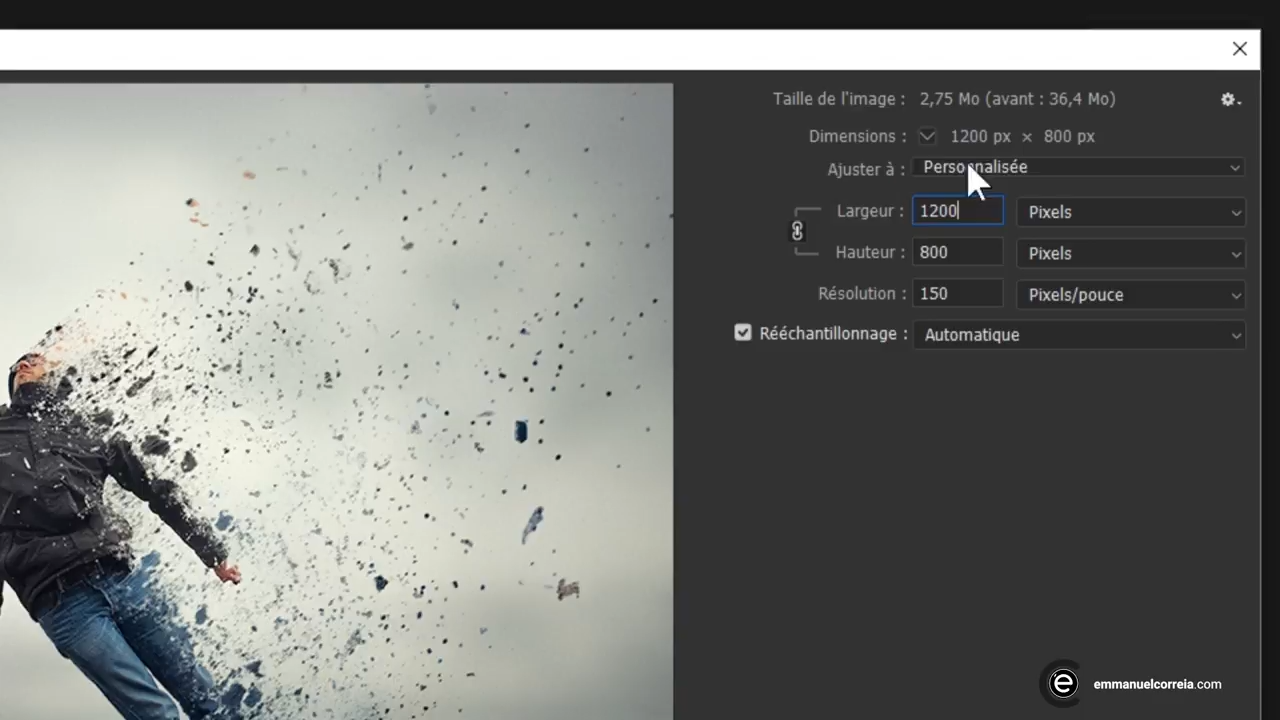 Taille de l'image : 2,75 Mo (avant : 36,4 Mo)
Dimensions : 1200 px × 800 px
Ajuster à : Personnalisée
Largeur : 1200 Pixels
Hauteur : 800 Pixels
Résolution : 150 Pixels/pouce
Rééchantillonnage : Automatique
e emmanuelcorreia.com